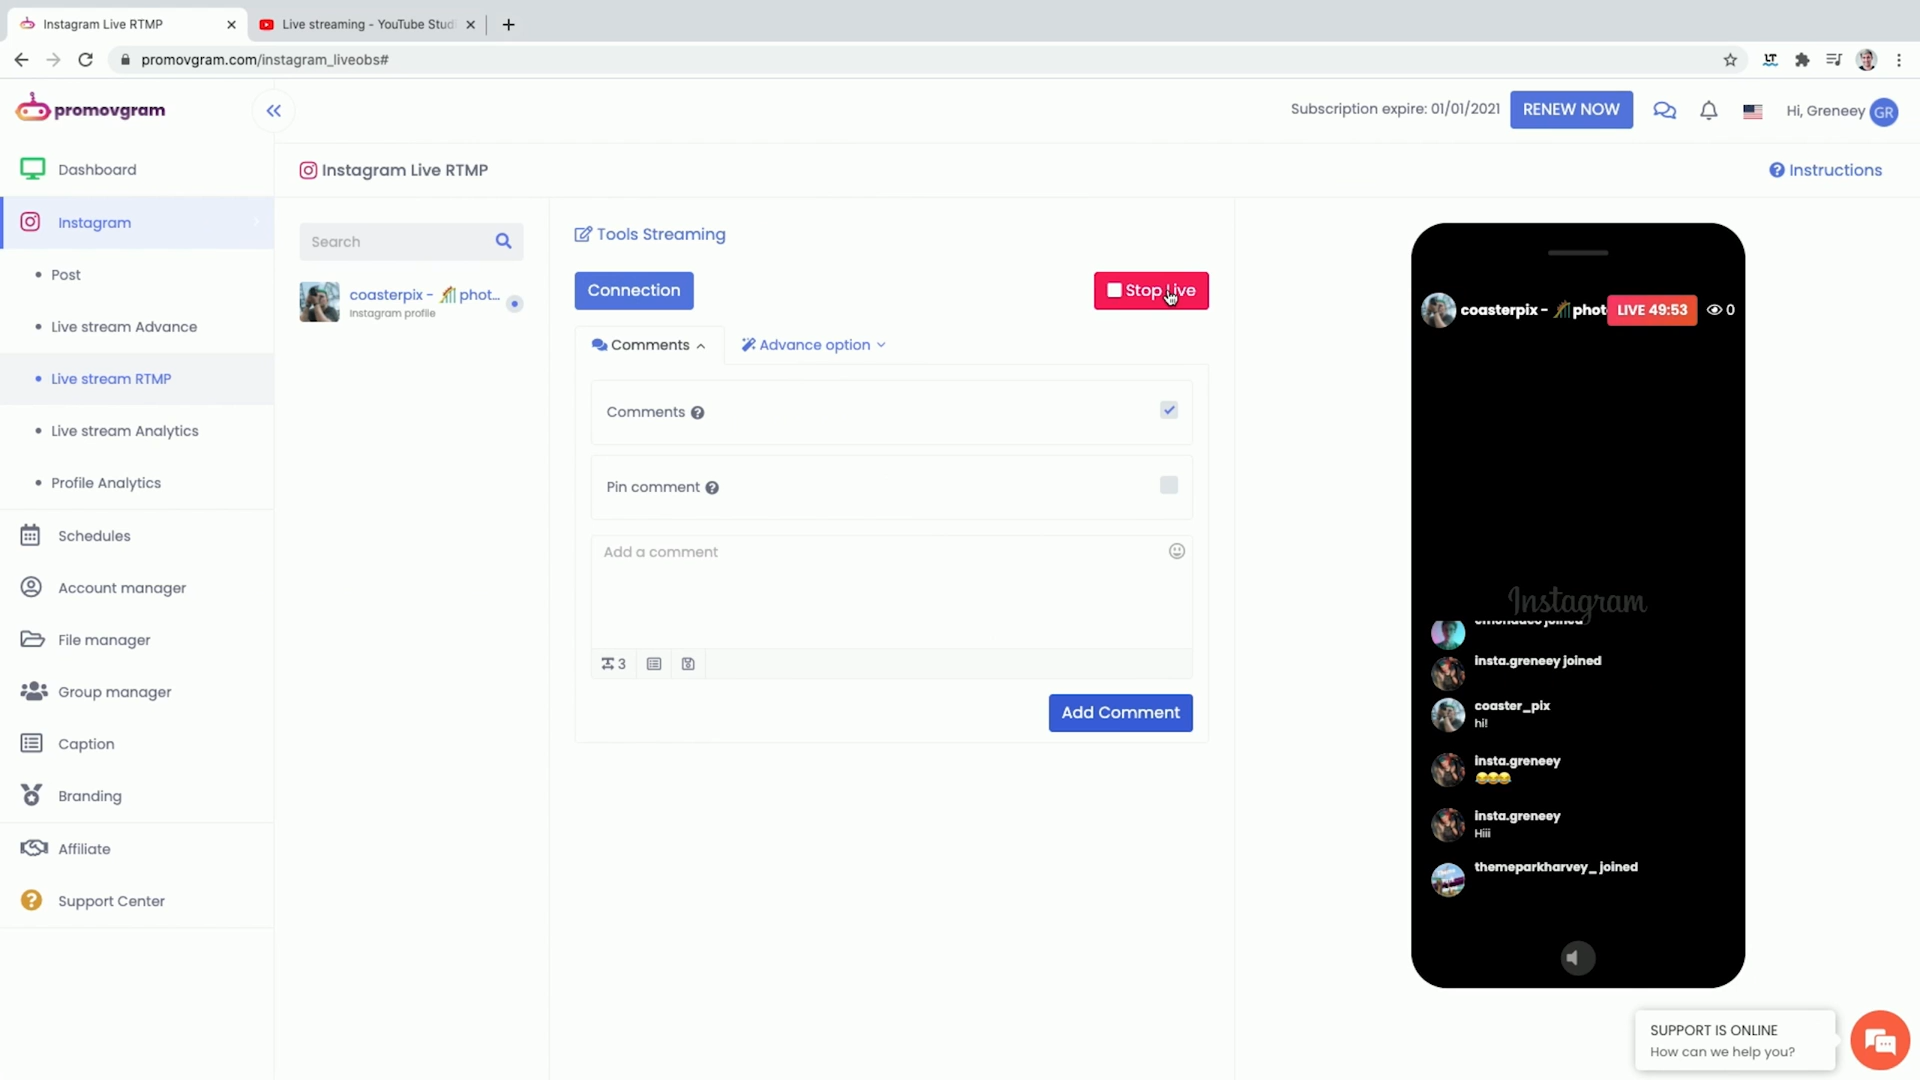 Instagram Live RTMP
Live streaming - YouTube Stud
promovgram.com/instagram_liveobs#
LT
promovgram
Subscription expire: 01/01/2021
RENEW NOW
Hi, Greneey
GR
Dashboard
Instagram
Post
Live stream Advance
Live stream RTMP
Live stream Analytics
Profile Analytics
Schedules
Account manager
File manager
Group manager
Caption
Branding
Affiliate
Support Center
Instagram Live RTMP
Instructions
Search
coasterpix - phot...
Instagram profile
Tools Streaming
Connection
Stop Live
Comments
Advance option
Comments
Pin comment
Add a comment
3
Add Comment
coasterpix - phot
LIVE 49:53
0
Instagram
joined
insta.greneey joined
coaster_pix
hi!
insta.greneey
😂😂😂
insta.greneey
Hiii
themeparkharvey_ joined
SUPPORT IS ONLINE
How can we help you?